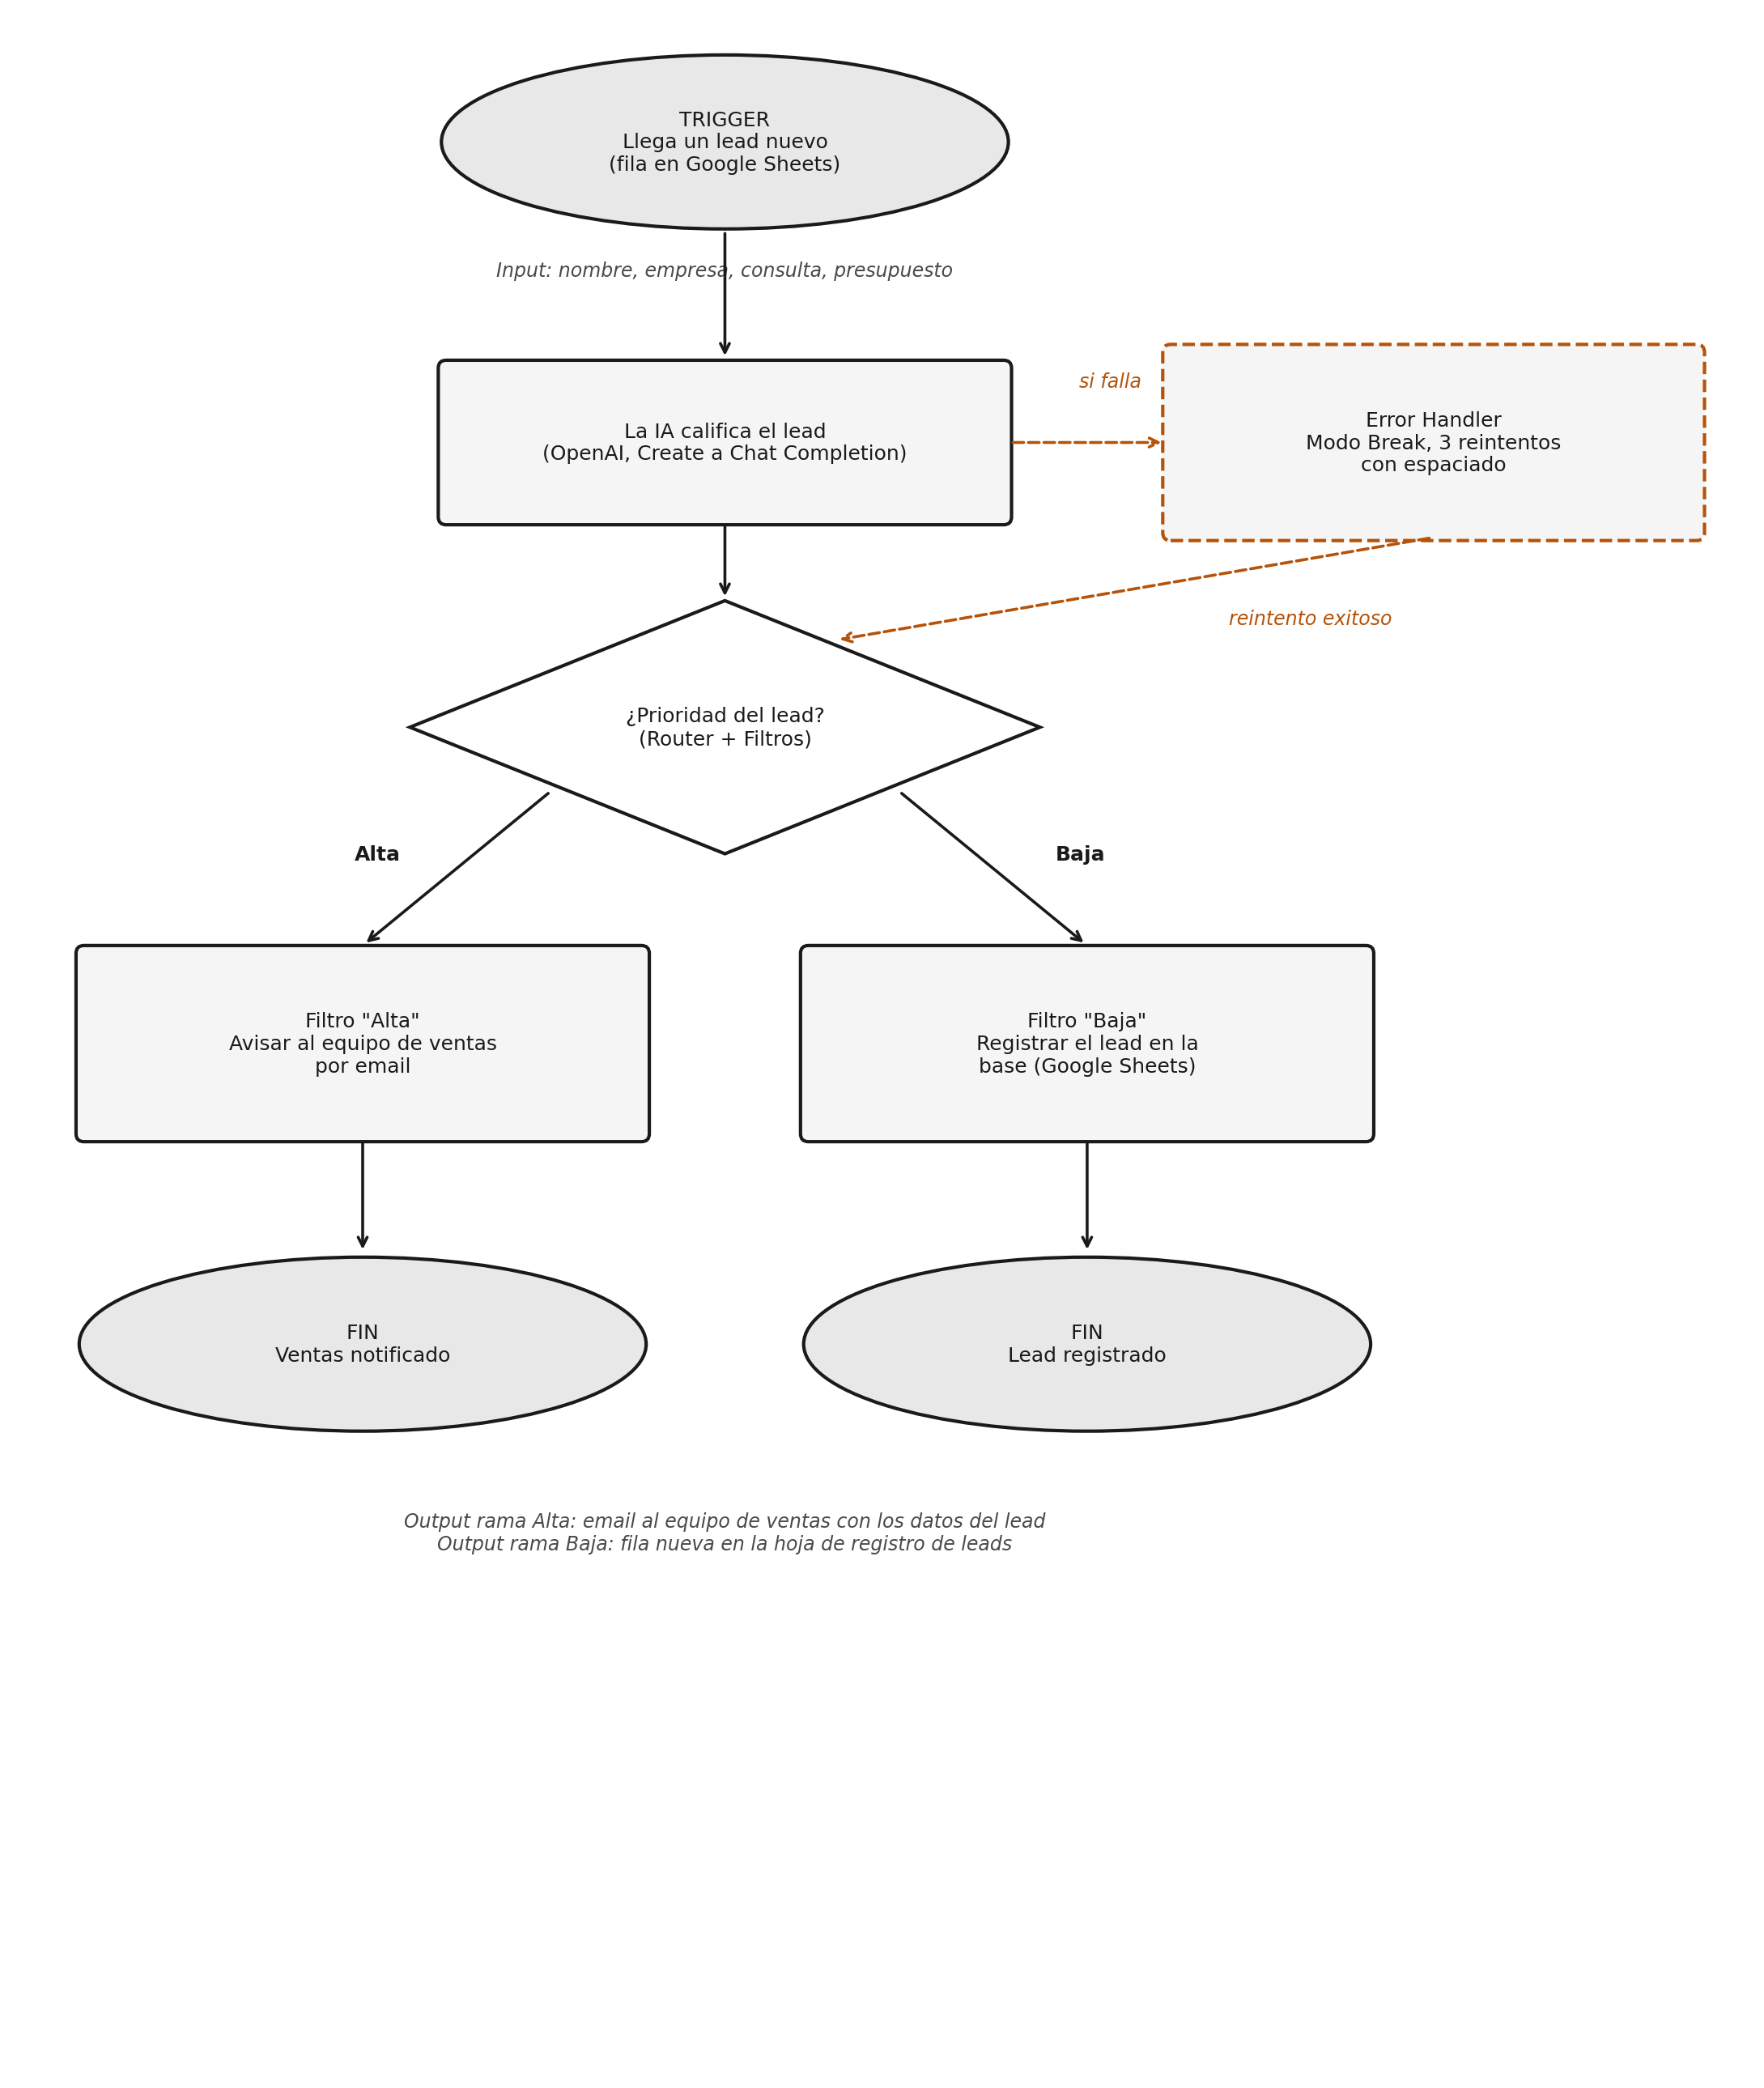 TRIGGER
Llega un lead nuevo
(fila en Google Sheets)
Input: nombre, empresa, consulta, presupuesto
La IA califica el lead
(OpenAI, Create a Chat Completion)
si falla
Error Handler
Modo Break, 3 reintentos
con espaciado
reintento exitoso
¿Prioridad del lead?
(Router + Filtros)
Alta
Baja
Filtro "Alta"
Avisar al equipo de ventas
por email
Filtro "Baja"
Registrar el lead en la
base (Google Sheets)
FIN
Ventas notificado
FIN
Lead registrado
Output rama Alta: email al equipo de ventas con los datos del lead
Output rama Baja: fila nueva en la hoja de registro de leads